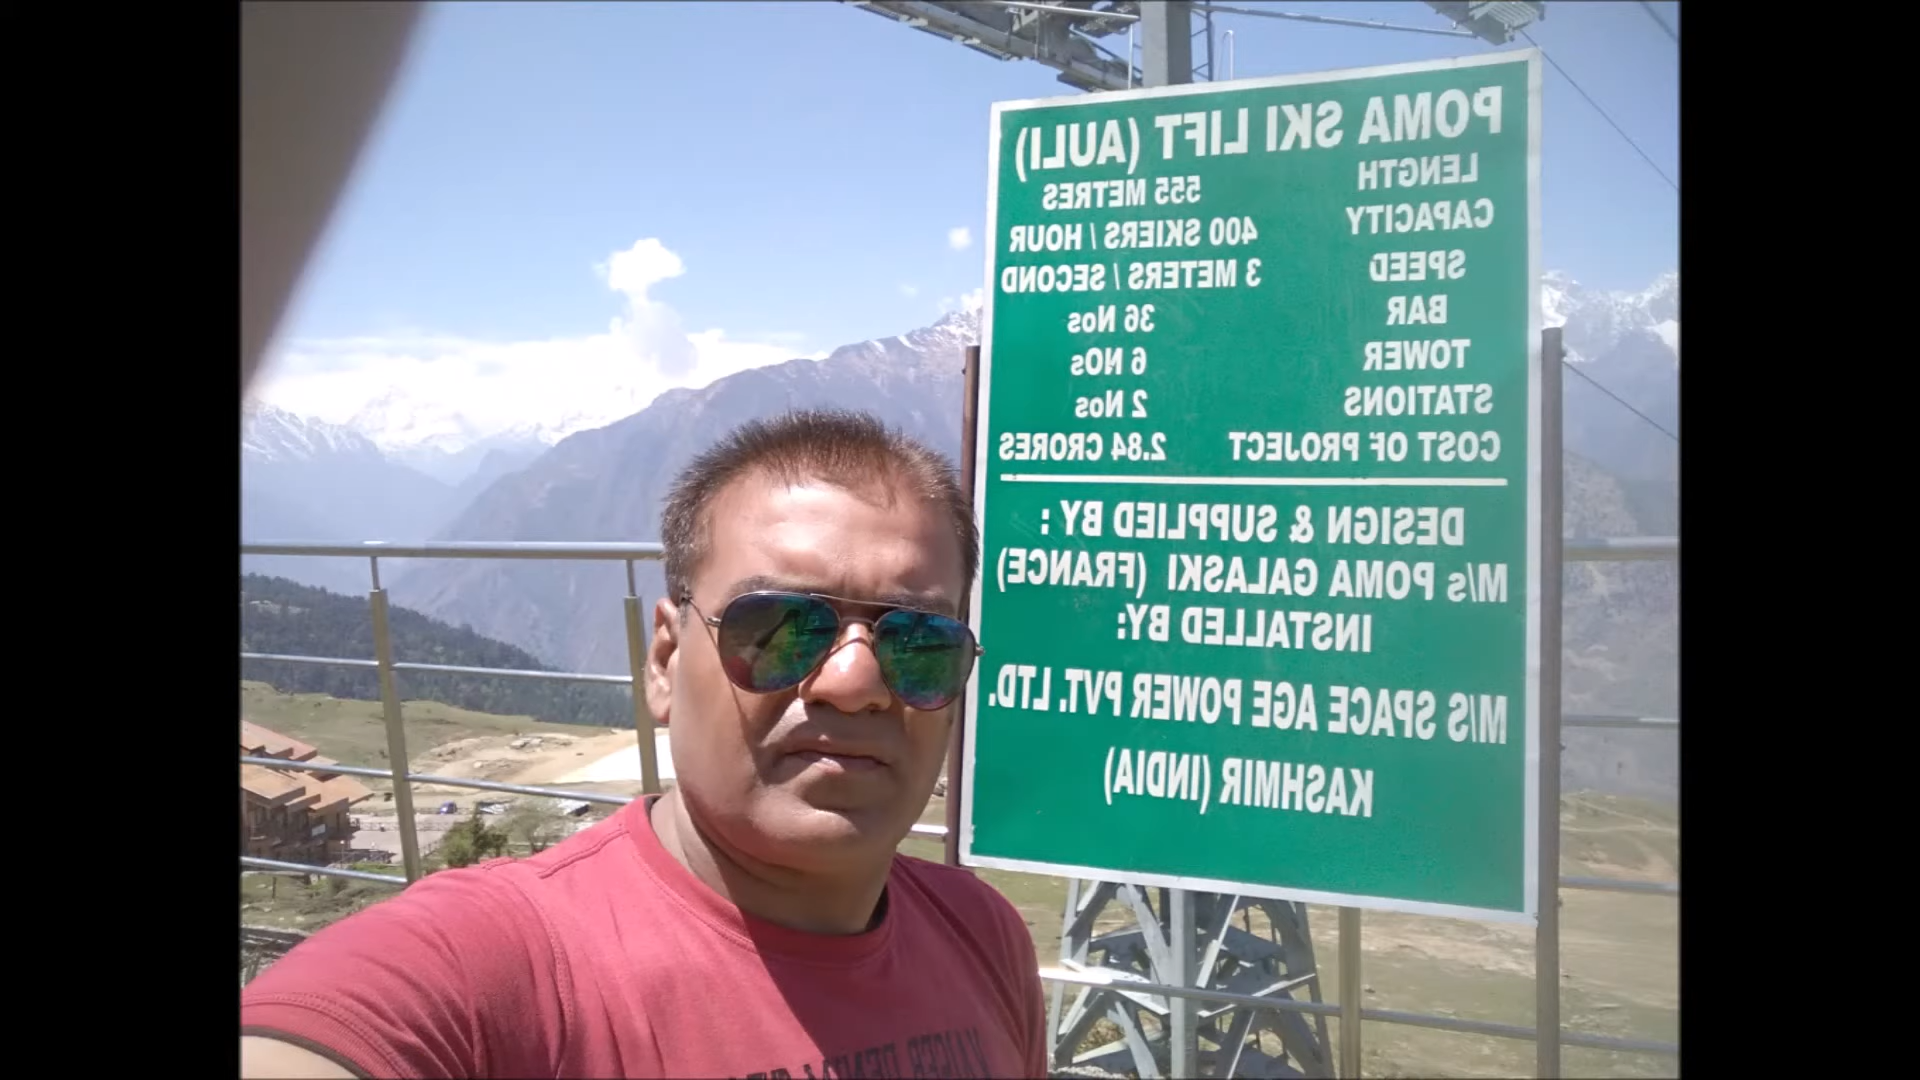 POMA SKI LIFT (AULI)
LENGTH 555 METRES
CAPACITY 400 SKIERS / HOUR
SPEED 3 METERS / SECOND
BAR 36 Nos
TOWER 6 NOs
STATIONS 2 Nos
COST OF PROJECT 2.84 CRORES
DESIGN & SUPPLIED BY :
M/s POMA GALASKI (FRANCE)
INSTALLED BY:
M/S SPACE AGE POWER PVT. LTD.
KASHMIR (INDIA)